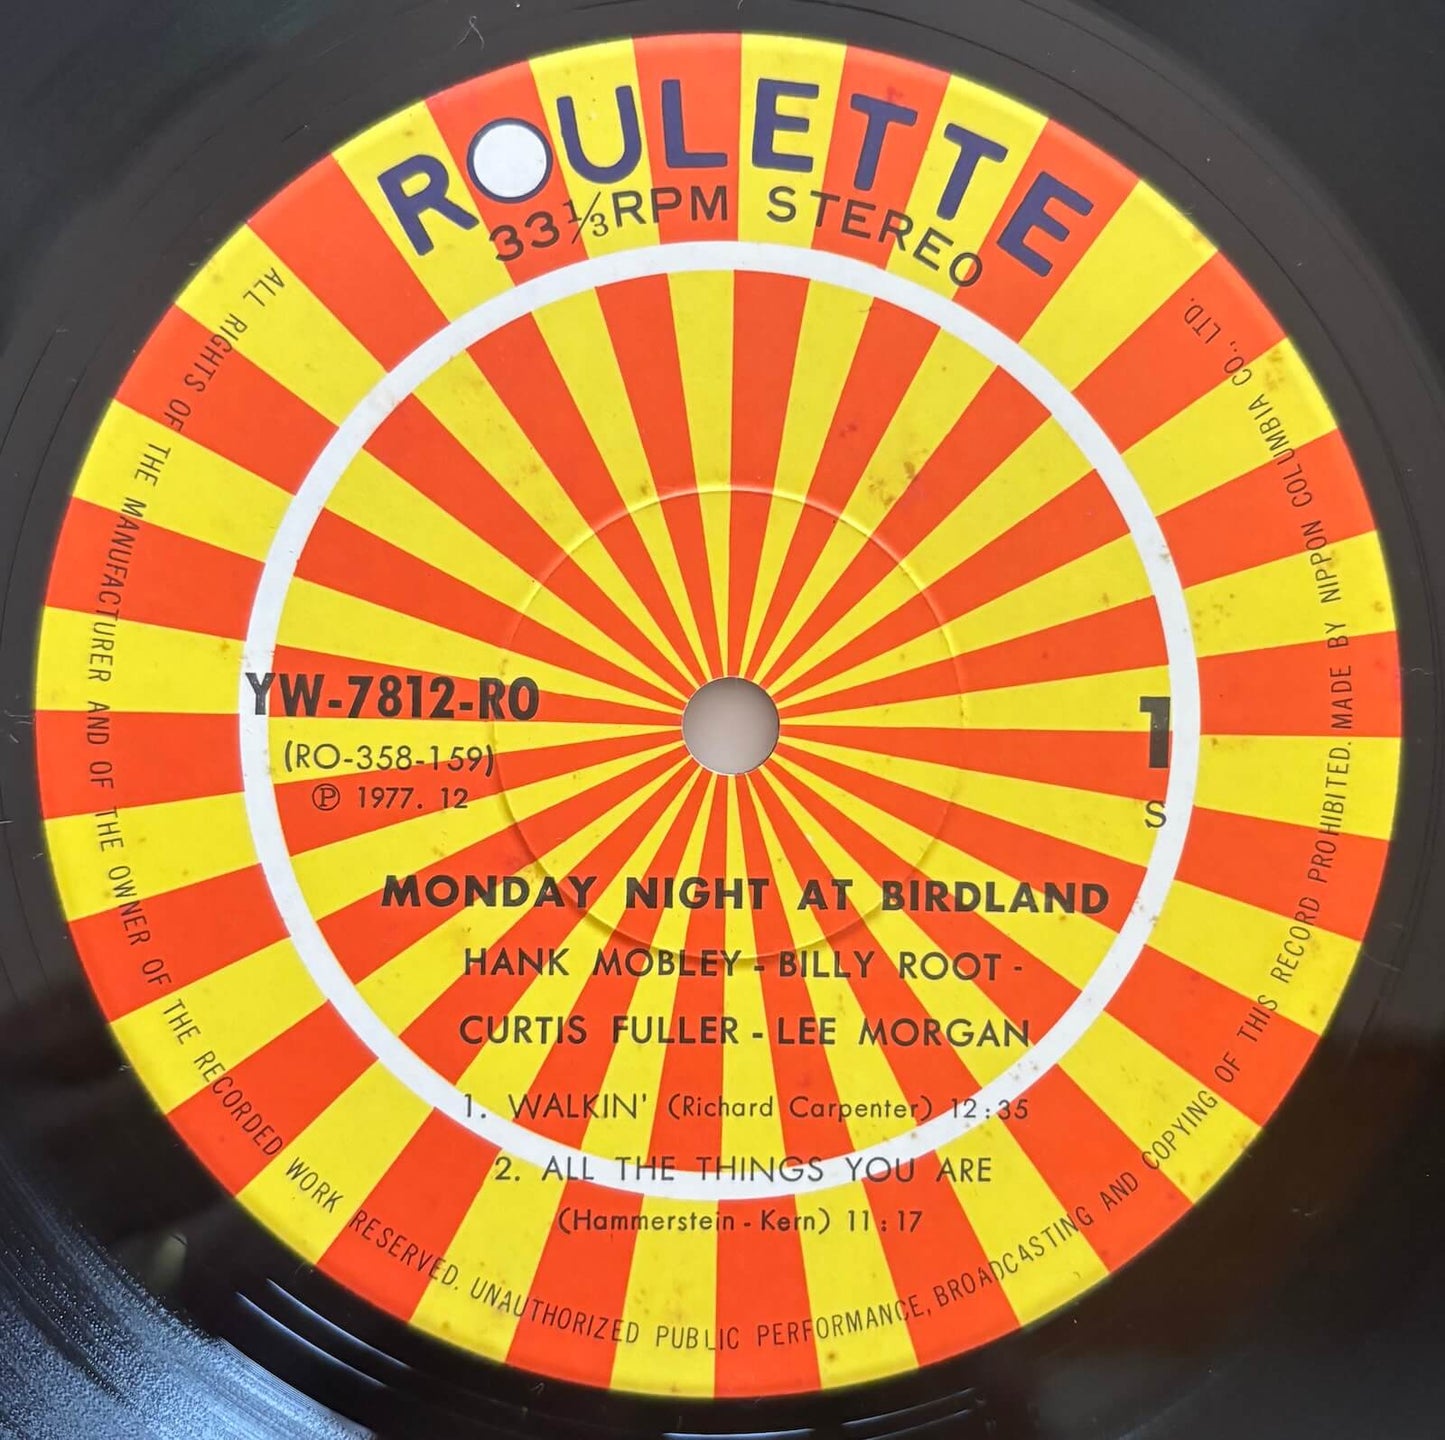 ROULETTE
33⅓RPM STEREO
YW-7812-RO
(RO-358-159)
℗ 1977. 12
1
S
MONDAY NIGHT AT BIRDLAND
HANK MOBLEY - BILLY ROOT -
CURTIS FULLER - LEE MORGAN
1. WALKIN' (Richard Carpenter) 12:35
2. ALL THE THINGS YOU ARE
(Hammerstein - Kern) 11:17
ALL RIGHTS OF THE MANUFACTURER AND OF THE OWNER OF THE RECORDED WORK RESERVED. UNAUTHORIZED PUBLIC PERFORMANCE, BROADCASTING AND COPYING OF THIS RECORD PROHIBITED. MADE BY NIPPON COLUMBIA CO., LTD.